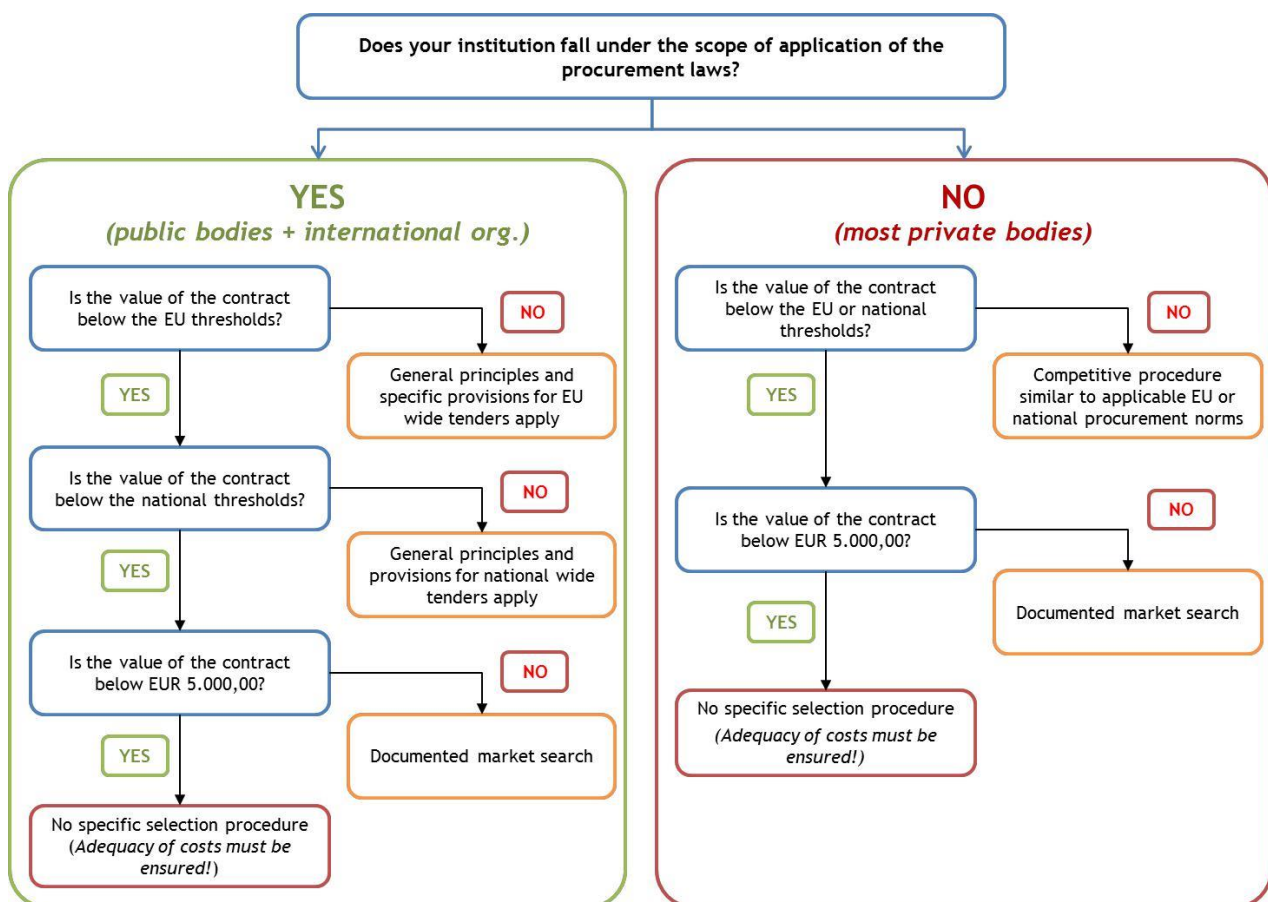 Does your institution fall under the scope of application of the
procurement laws?
YES
(public bodies + international org.)
Is the value of the contract
below the EU thresholds?
NO
YES
General principles and
specific provisions for EU
wide tenders apply
Is the value of the contract
below the national thresholds?
NO
YES
General principles and
provisions for national wide
tenders apply
Is the value of the contract
below EUR 5.000,00?
NO
YES
Documented market search
No specific selection procedure
(Adequacy of costs must be
ensured!)
NO
(most private bodies)
Is the value of the contract
below the EU or national
thresholds?
NO
YES
Competitive procedure
similar to applicable EU or
national procurement norms
Is the value of the contract
below EUR 5.000,00?
NO
YES
Documented market search
No specific selection procedure
(Adequacy of costs must be
ensured!)